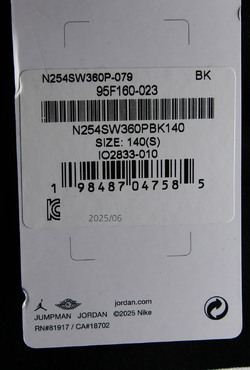 N254SW360P-079 BK
95F160-023
N254SW360PBK140
SIZE: 140(S)
IO2833-010
1 98487 04758 5
2025/06
jordan.com
JUMPMAN JORDAN ©2025 Nike
RN#81917 / CA#18702